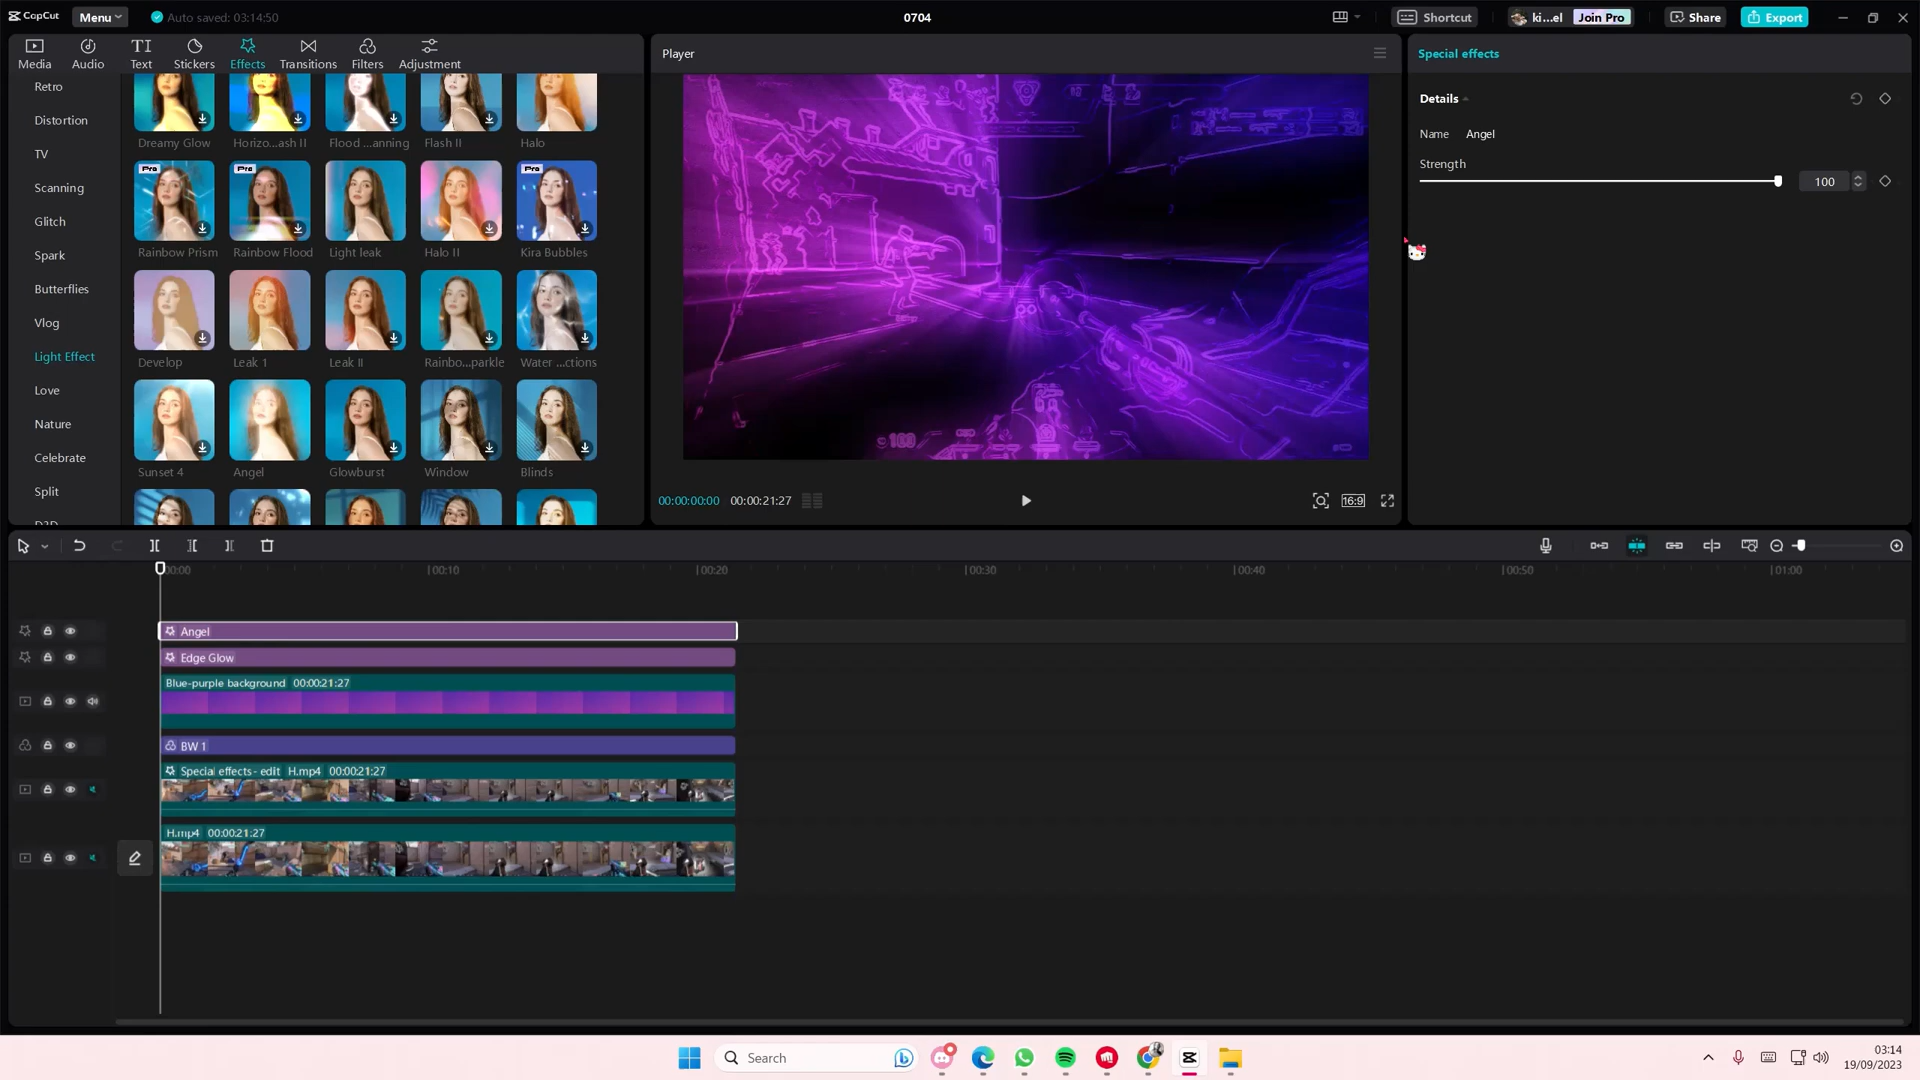 CapCut
Menu
Auto saved: 03:14:50
0704
Shortcut
ki...el
Join Pro
Share
Export
Media
Audio
Text
Stickers
Effects
Transitions
Filters
Adjustment
Player
Special effects
Retro
Distortion
TV
Scanning
Glitch
Spark
Butterflies
Vlog
Light Effect
Love
Nature
Celebrate
Split
Dreamy Glow
Horizo...ash II
Flood ...anning
Flash II
Halo
Pro
Pro
Pro
Rainbow Prism
Rainbow Flood
Light leak
Halo II
Kira Bubbles
Develop
Leak 1
Leak II
Rainbo...parkle
Water ...ctions
Sunset 4
Angel
Glowburst
Window
Blinds
100
00:00:00:00
00:00:21:27
16:9
Details
Name Angel
Strength
100
00:00
00:10
00:20
00:30
00:40
00:50
01:00
Angel
Edge Glow
Blue-purple background 00:00:21:27
BW 1
Special effects - edit H.mp4 00:00:21:27
H.mp4 00:00:21:27
Search
03:14
19/09/2023